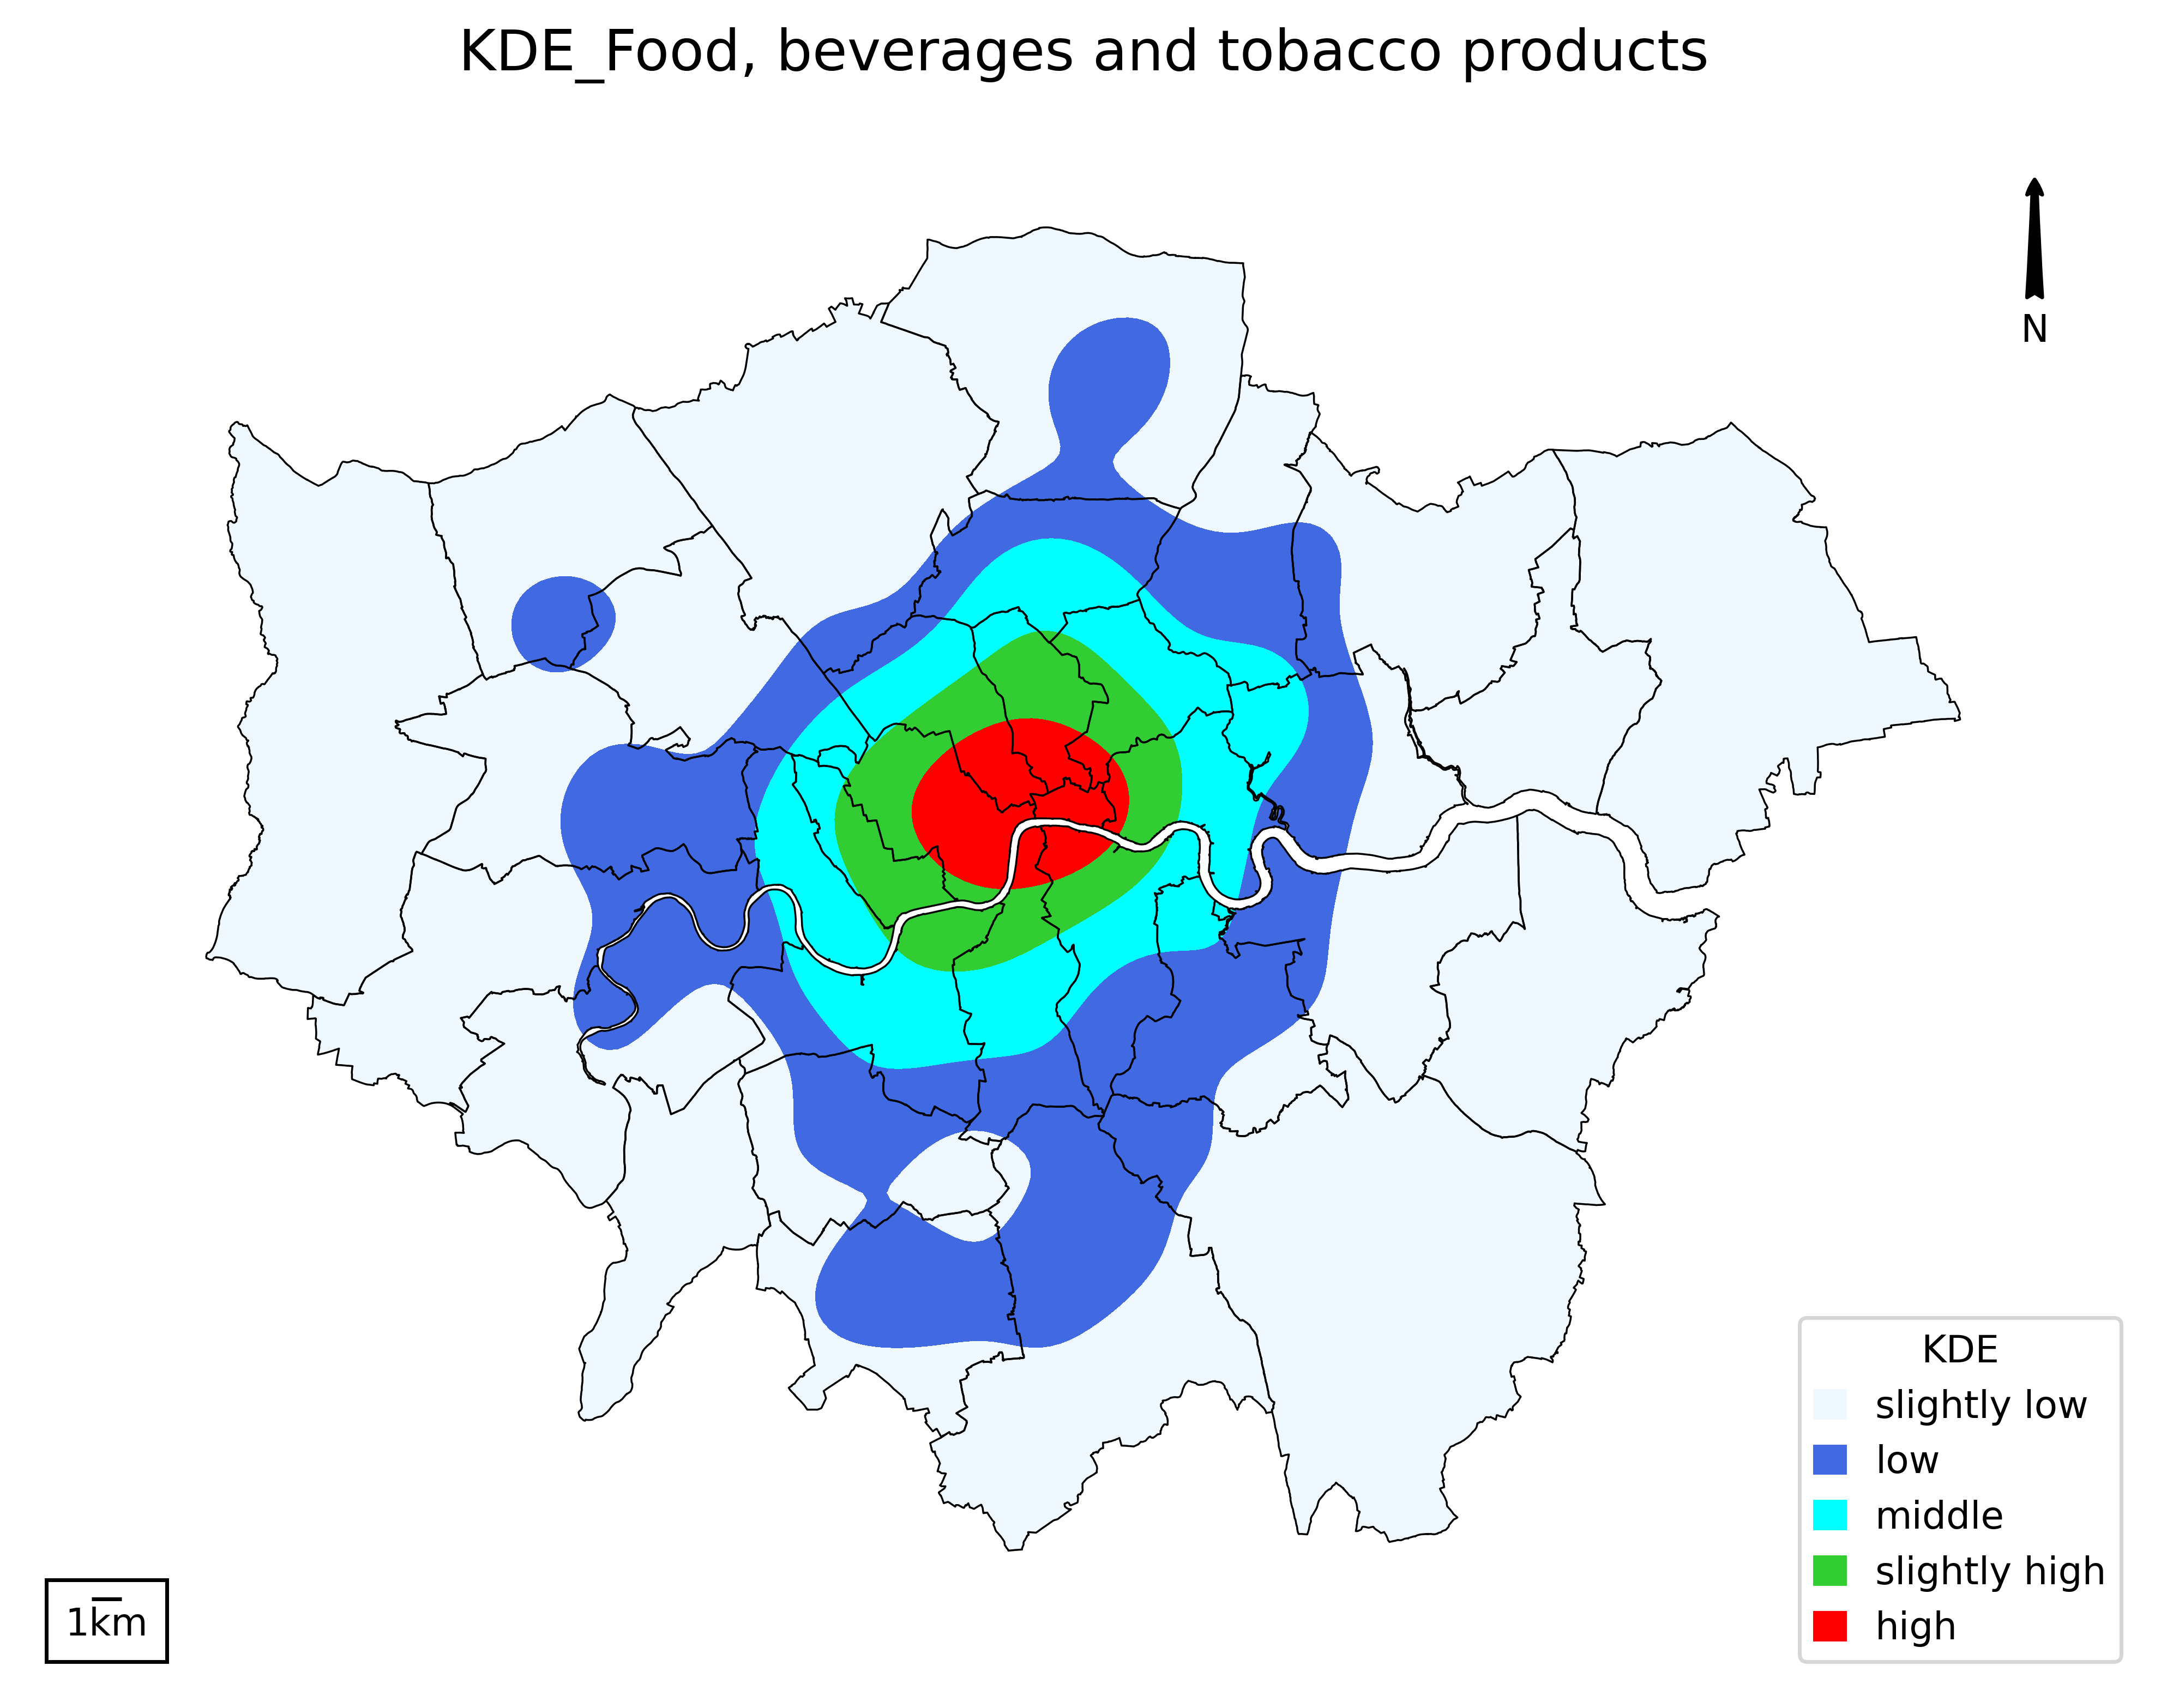 KDE_Food, beverages and tobacco products
N
KDE
slightly low
low
middle
slightly high
high
1km